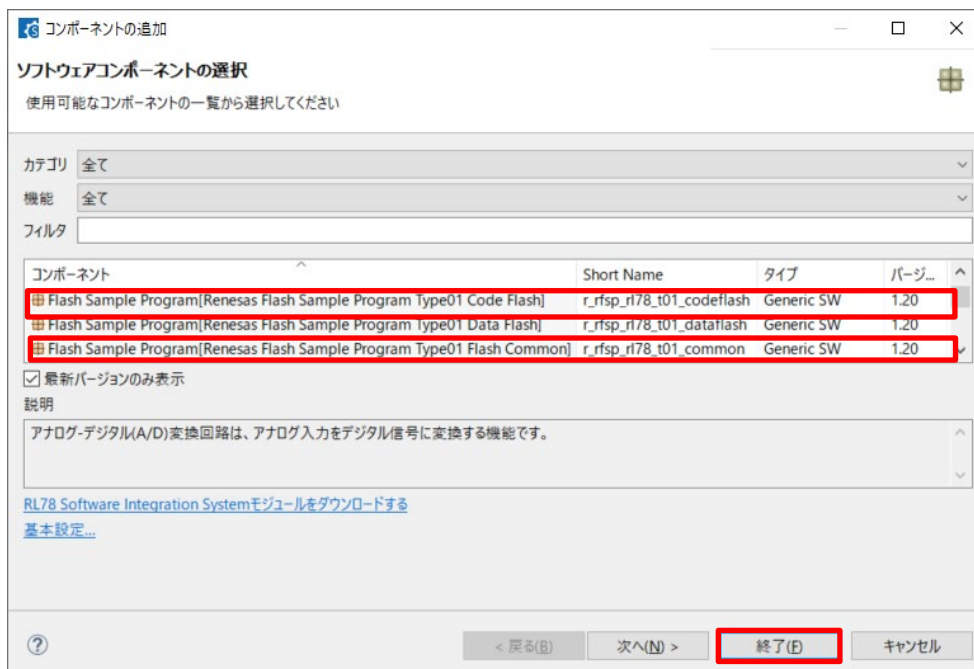 コンポーネントの追加
ソフトウェアコンポーネントの選択
使用可能なコンポーネントの一覧から選択してください
カテゴリ 全て
機能 全て
フィルタ
コンポーネント Short Name タイプ バージ...
Flash Sample Program[Renesas Flash Sample Program Type01 Code Flash] r_rfsp_rl78_t01_codeflash Generic SW 1.20
Flash Sample Program[Renesas Flash Sample Program Type01 Data Flash] r_rfsp_rl78_t01_dataflash Generic SW 1.20
Flash Sample Program[Renesas Flash Sample Program Type01 Flash Common] r_rfsp_rl78_t01_common Generic SW 1.20
最新バージョンのみ表示
説明
アナログ-デジタル(A/D)変換回路は、アナログ入力をデジタル信号に変換する機能です。
RL78 Software Integration Systemモジュールをダウンロードする
基本設定...
< 戻る(B) 次へ(N) > 終了(F) キャンセル